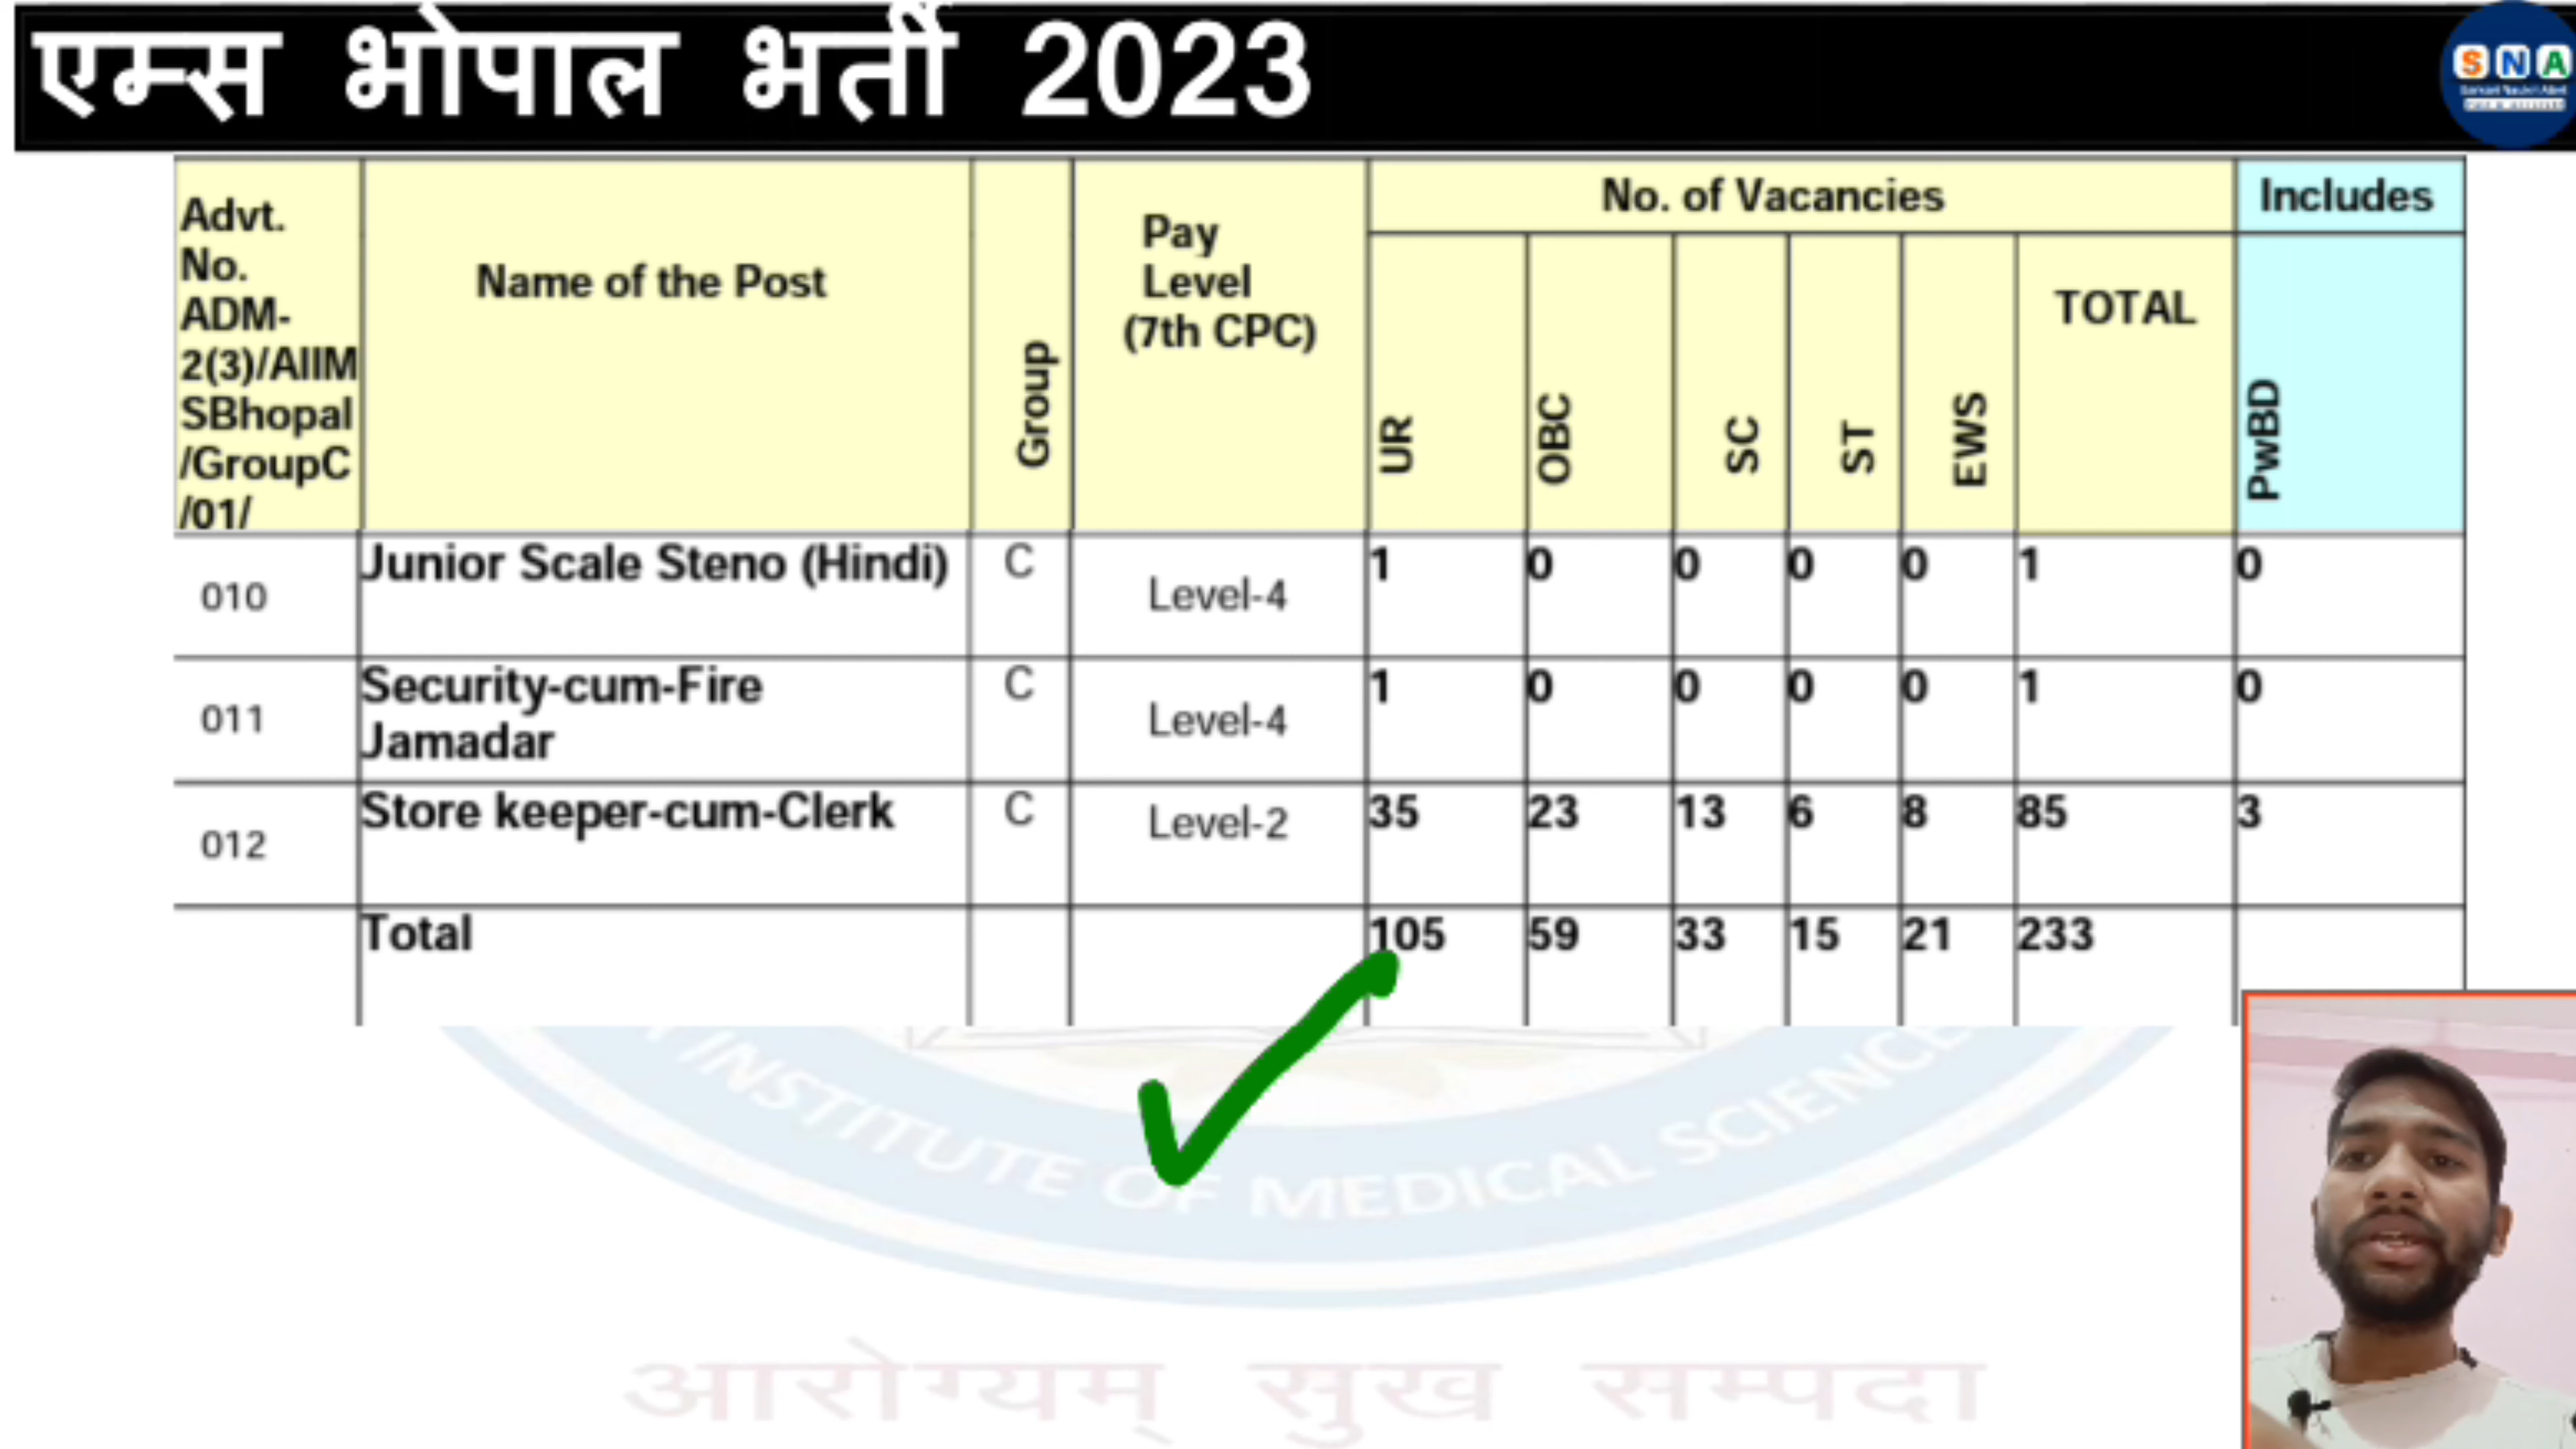 एम्स भोपाल भर्ती 2023
SNA
Advt.
No.
ADM-
2(3)/AIIM
SBhopal
/GroupC
/01/
Name of the Post
Group
Pay
Level
(7th CPC)
No. of Vacancies
Includes
UR
OBC
SC
ST
EWS
TOTAL
PwBD
010 Junior Scale Steno (Hindi) C Level-4 1 0 0 0 0 1 0
011 Security-cum-Fire Jamadar C Level-4 1 0 0 0 0 1 0
012 Store keeper-cum-Clerk C Level-2 35 23 13 6 8 85 3
Total 105 59 33 15 21 233
INSTITUTE OF MEDICAL SCIENCE
आरोग्यम् सुख सम्पदा